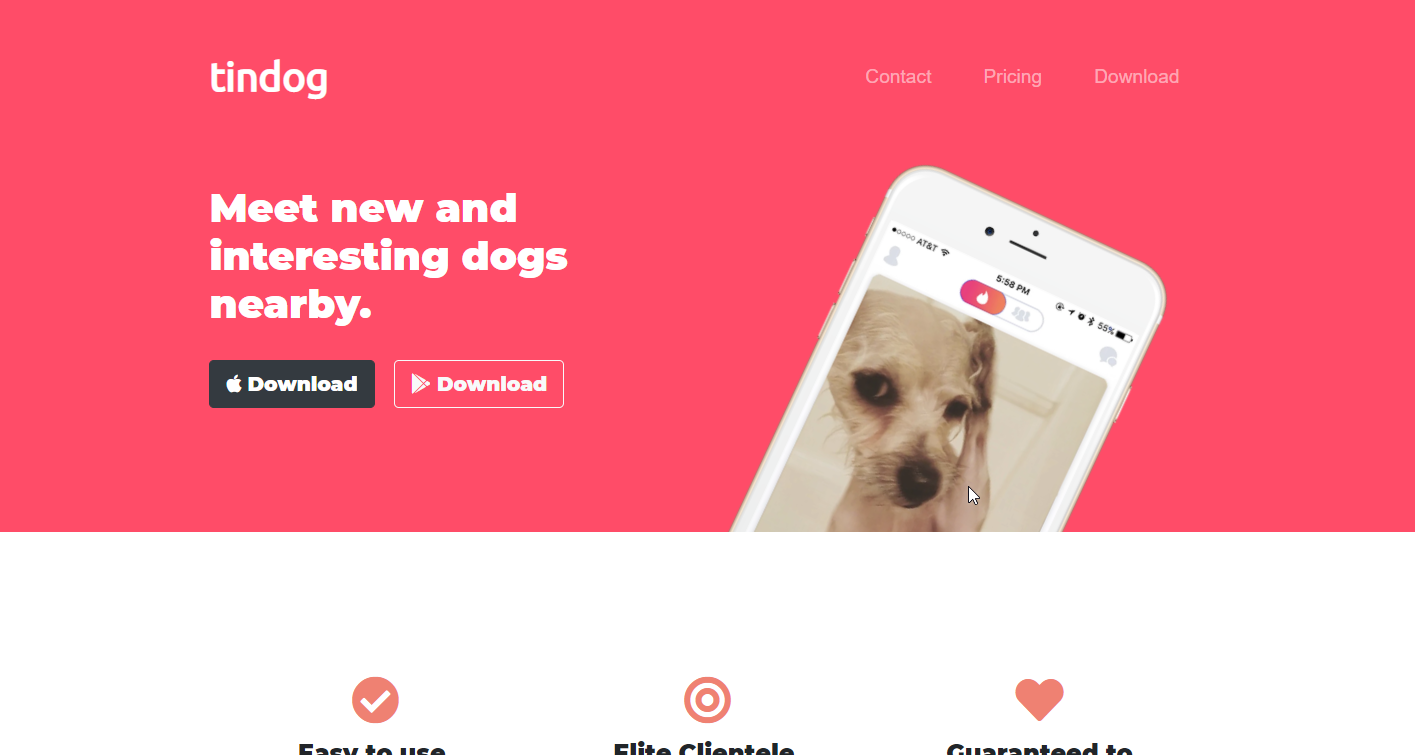 tindog
Contact Pricing Download
Meet new and
interesting dogs
nearby.
Download Download
AT&T
5:58 PM
55%
Easy to use
Elite Clientele
Guaranteed to